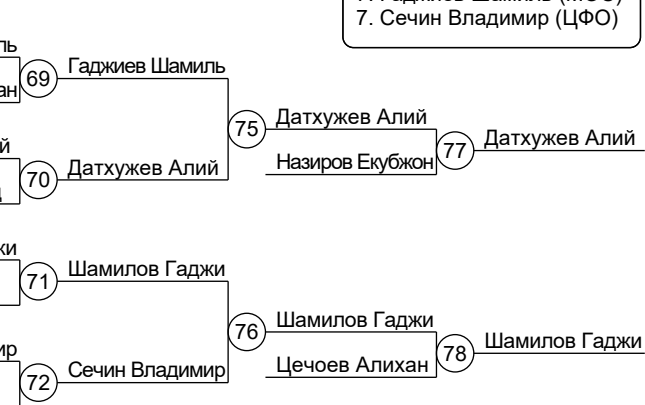 7. Сечин Владимир (ЦФО)
69 Гаджиев Шамиль
75 Датхужев Алий
70 Датхужев Алий
Назиров Екубжон
77 Датхужев Алий
71 Шамилов Гаджи
76 Шамилов Гаджи
72 Сечин Владимир
Цечоев Алихан
78 Шамилов Гаджи